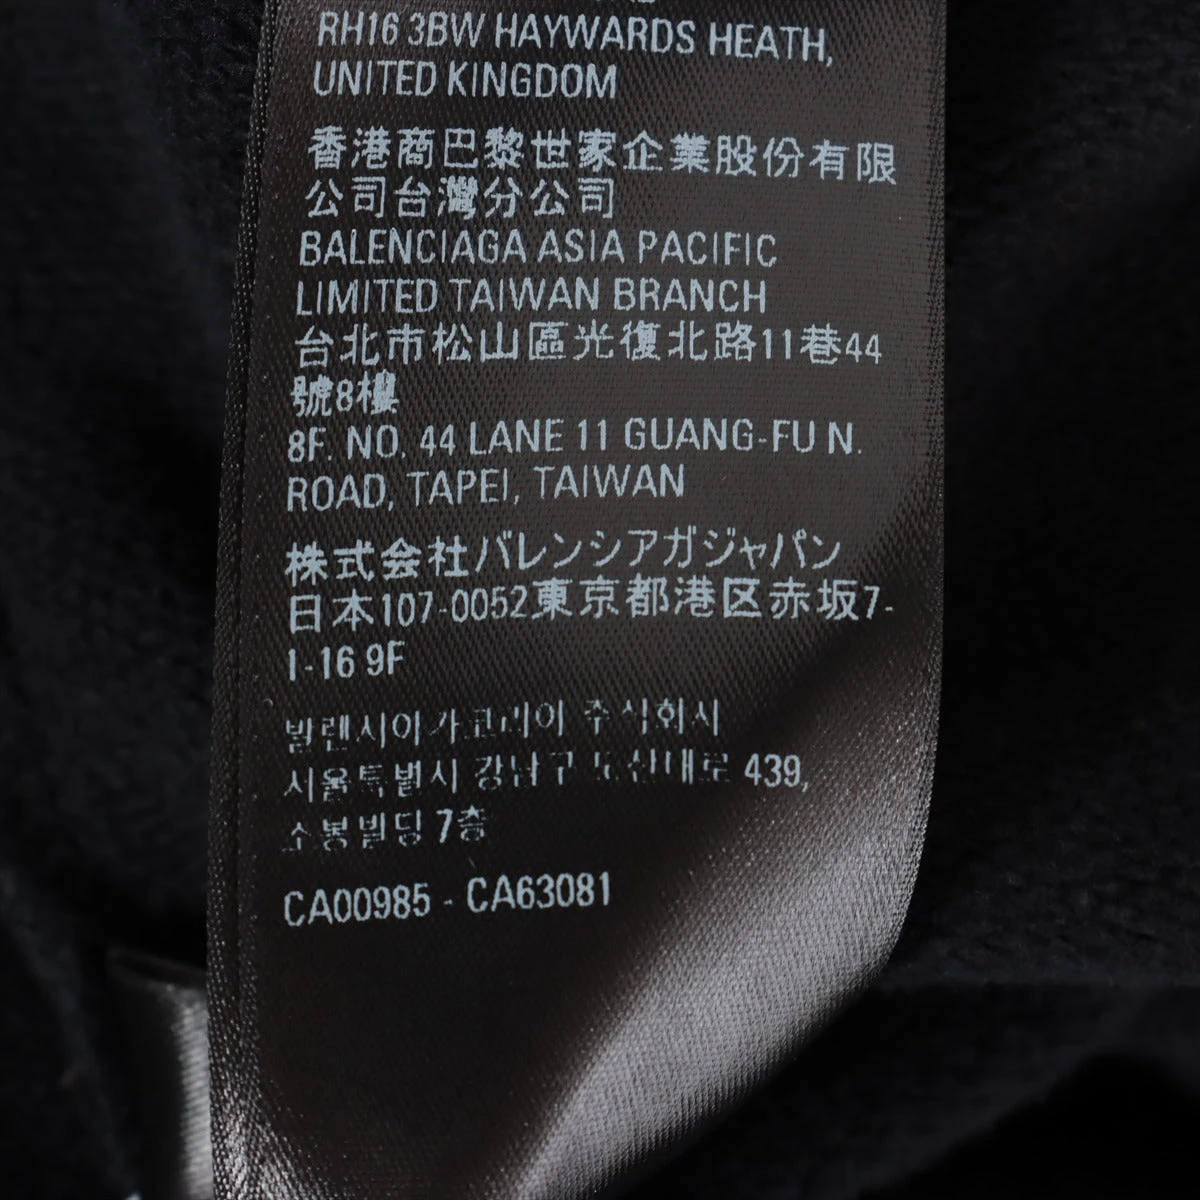 RH16 3BW HAYWARDS HEATH,
UNITED KINGDOM
香港商巴黎世家企業股份有限
公司台灣分公司
BALENCIAGA ASIA PACIFIC
LIMITED TAIWAN BRANCH
台北市松山區光復北路11巷44
號8樓
8F. NO. 44 LANE 11 GUANG-FU N.
ROAD, TAPEI, TAIWAN
株式会社バレンシアガジャパン
日本107-0052東京都港区赤坂7-
1-16 9F
발렌시아가코리아 주식회사
서울특별시 강남구 도산대로 439,
소봉빌딩 7층
CA00985 - CA63081